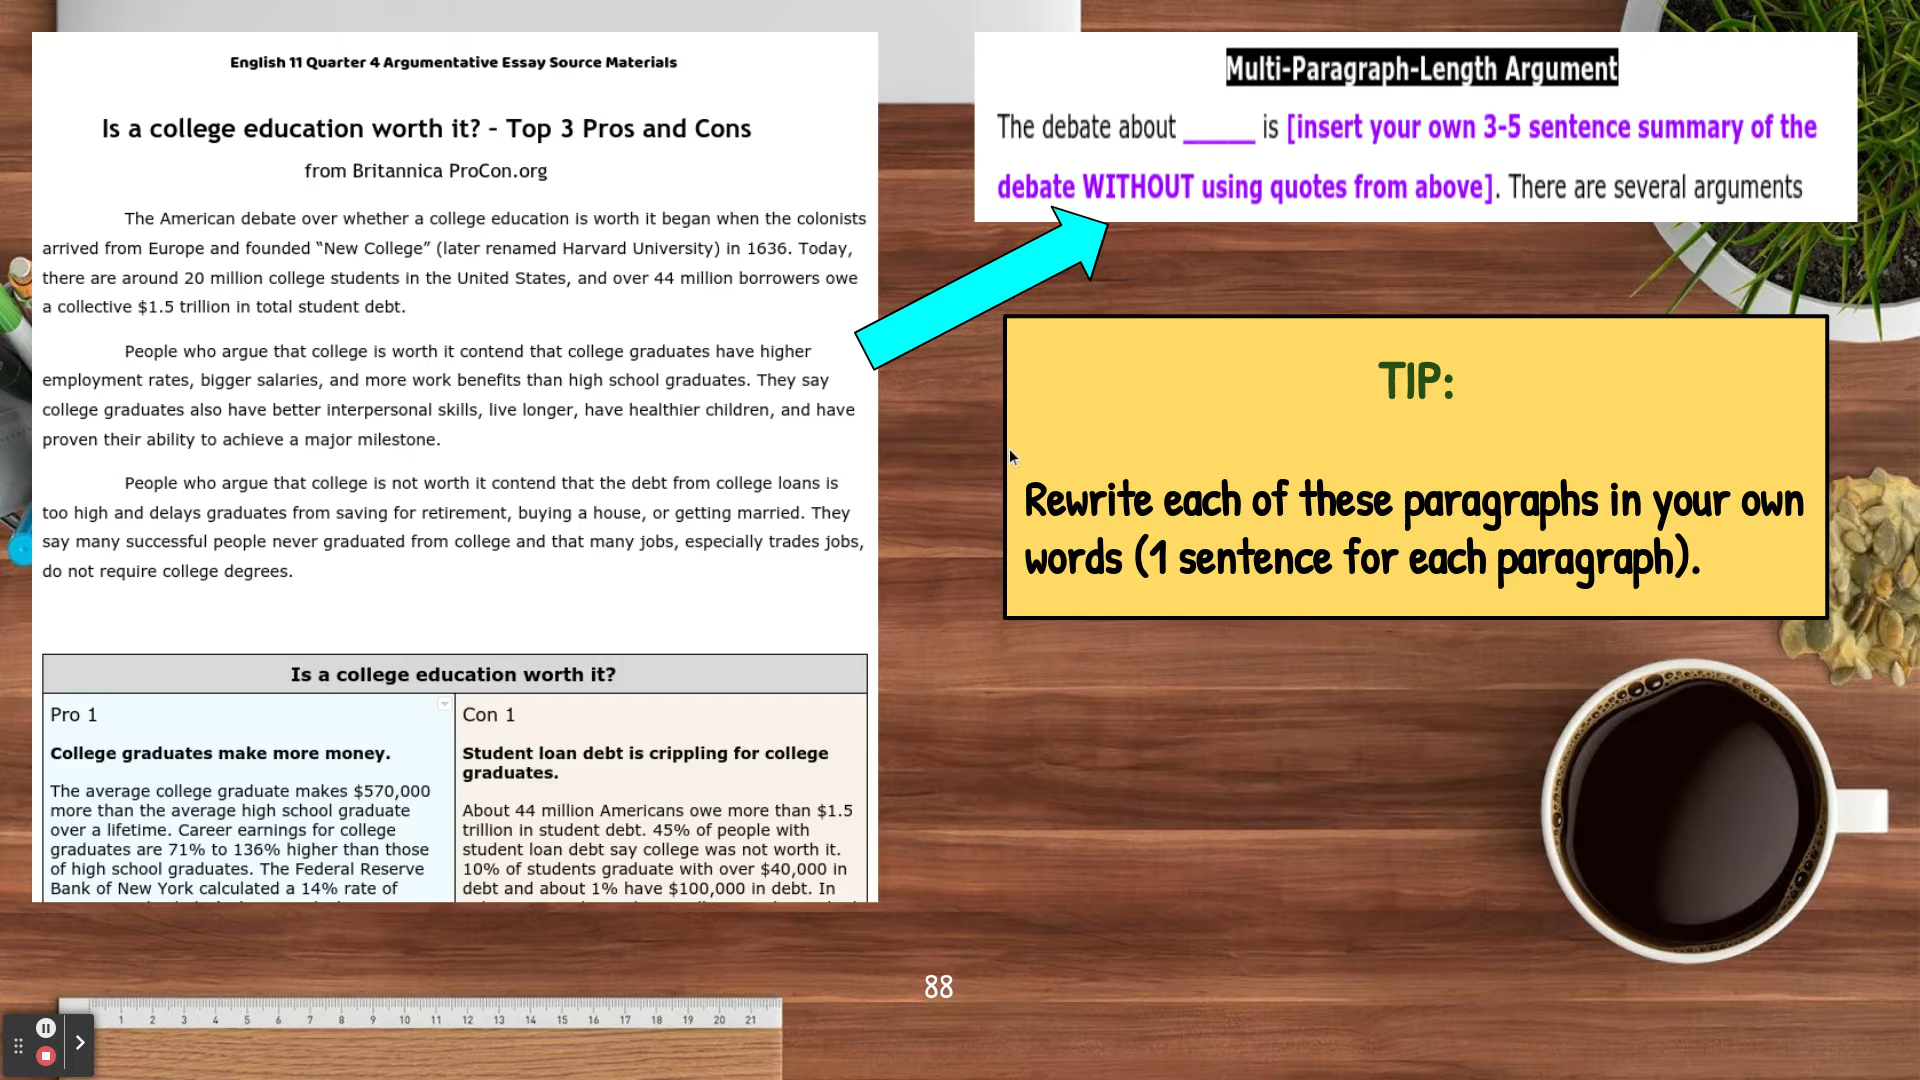 English 11 Quarter 4 Argumentative Essay Source Materials
Is a college education worth it? – Top 3 Pros and Cons
from Britannica ProCon.org
The American debate over whether a college education is worth it began when the colonists
arrived from Europe and founded “New College” (later renamed Harvard University) in 1636. Today,
there are around 20 million college students in the United States, and over 44 million borrowers owe
a collective $1.5 trillion in total student debt.
People who argue that college is worth it contend that college graduates have higher
employment rates, bigger salaries, and more work benefits than high school graduates. They say
college graduates also have better interpersonal skills, live longer, have healthier children, and have
proven their ability to achieve a major milestone.
People who argue that college is not worth it contend that the debt from college loans is
too high and delays graduates from saving for retirement, buying a house, or getting married. They
say many successful people never graduated from college and that many jobs, especially trades jobs,
do not require college degrees.
Is a college education worth it?
Pro 1
College graduates make more money.
The average college graduate makes $570,000
more than the average high school graduate
over a lifetime. Career earnings for college
graduates are 71% to 136% higher than those
of high school graduates. The Federal Reserve
Bank of New York calculated a 14% rate of
Con 1
Student loan debt is crippling for college
graduates.
About 44 million Americans owe more than $1.5
trillion in student debt. 45% of people with
student loan debt say college was not worth it.
10% of students graduate with over $40,000 in
debt and about 1% have $100,000 in debt. In
Multi-Paragraph-Length Argument
The debate about ______ is [insert your own 3-5 sentence summary of the
debate WITHOUT using quotes from above]. There are several arguments
TIP:
Rewrite each of these paragraphs in your own
words (1 sentence for each paragraph).
88
1 2 3 4 5 6 7 8 9 10 11 12 13 14 15 16 17 18 19 20 21